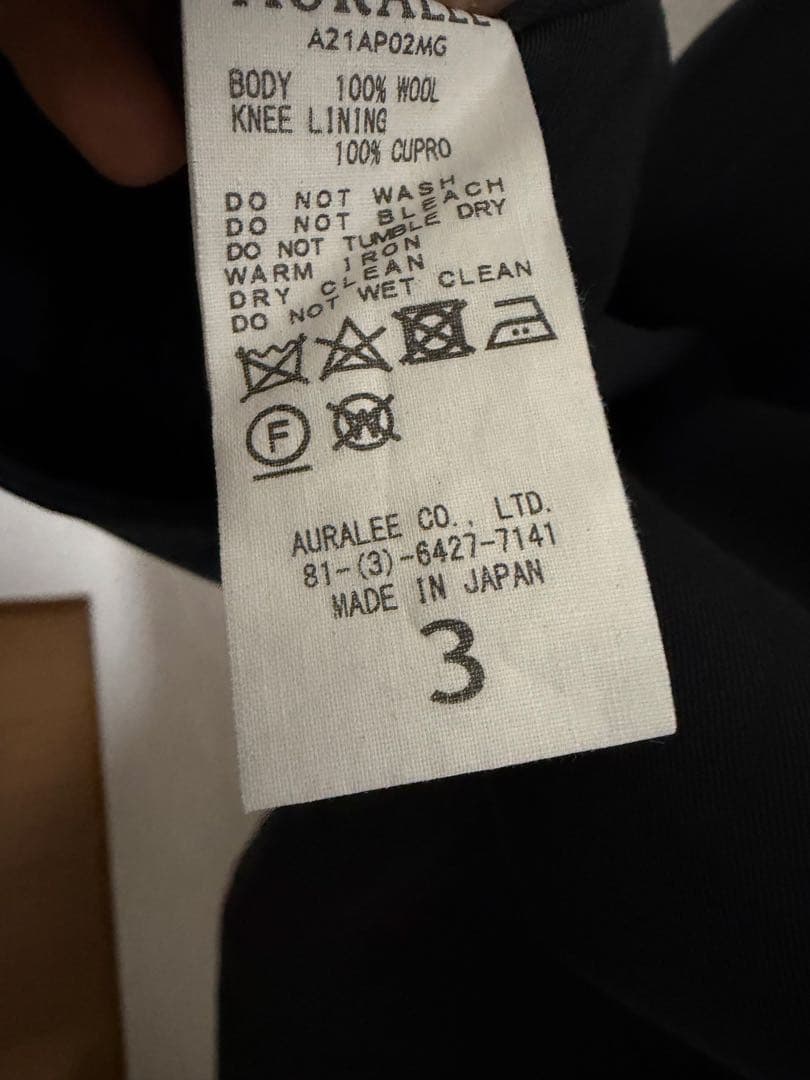 AURALEE
A21AP02MG
BODY 100% WOOL
KNEE LINING
100% CUPRO
DO NOT WASH
DO NOT BLEACH
DO NOT TUMBLE DRY
WARM IRON
DRY CLEAN
DO NOT WET CLEAN
F W
AURALEE CO., LTD.
81-(3)-6427-7141
MADE IN JAPAN
3